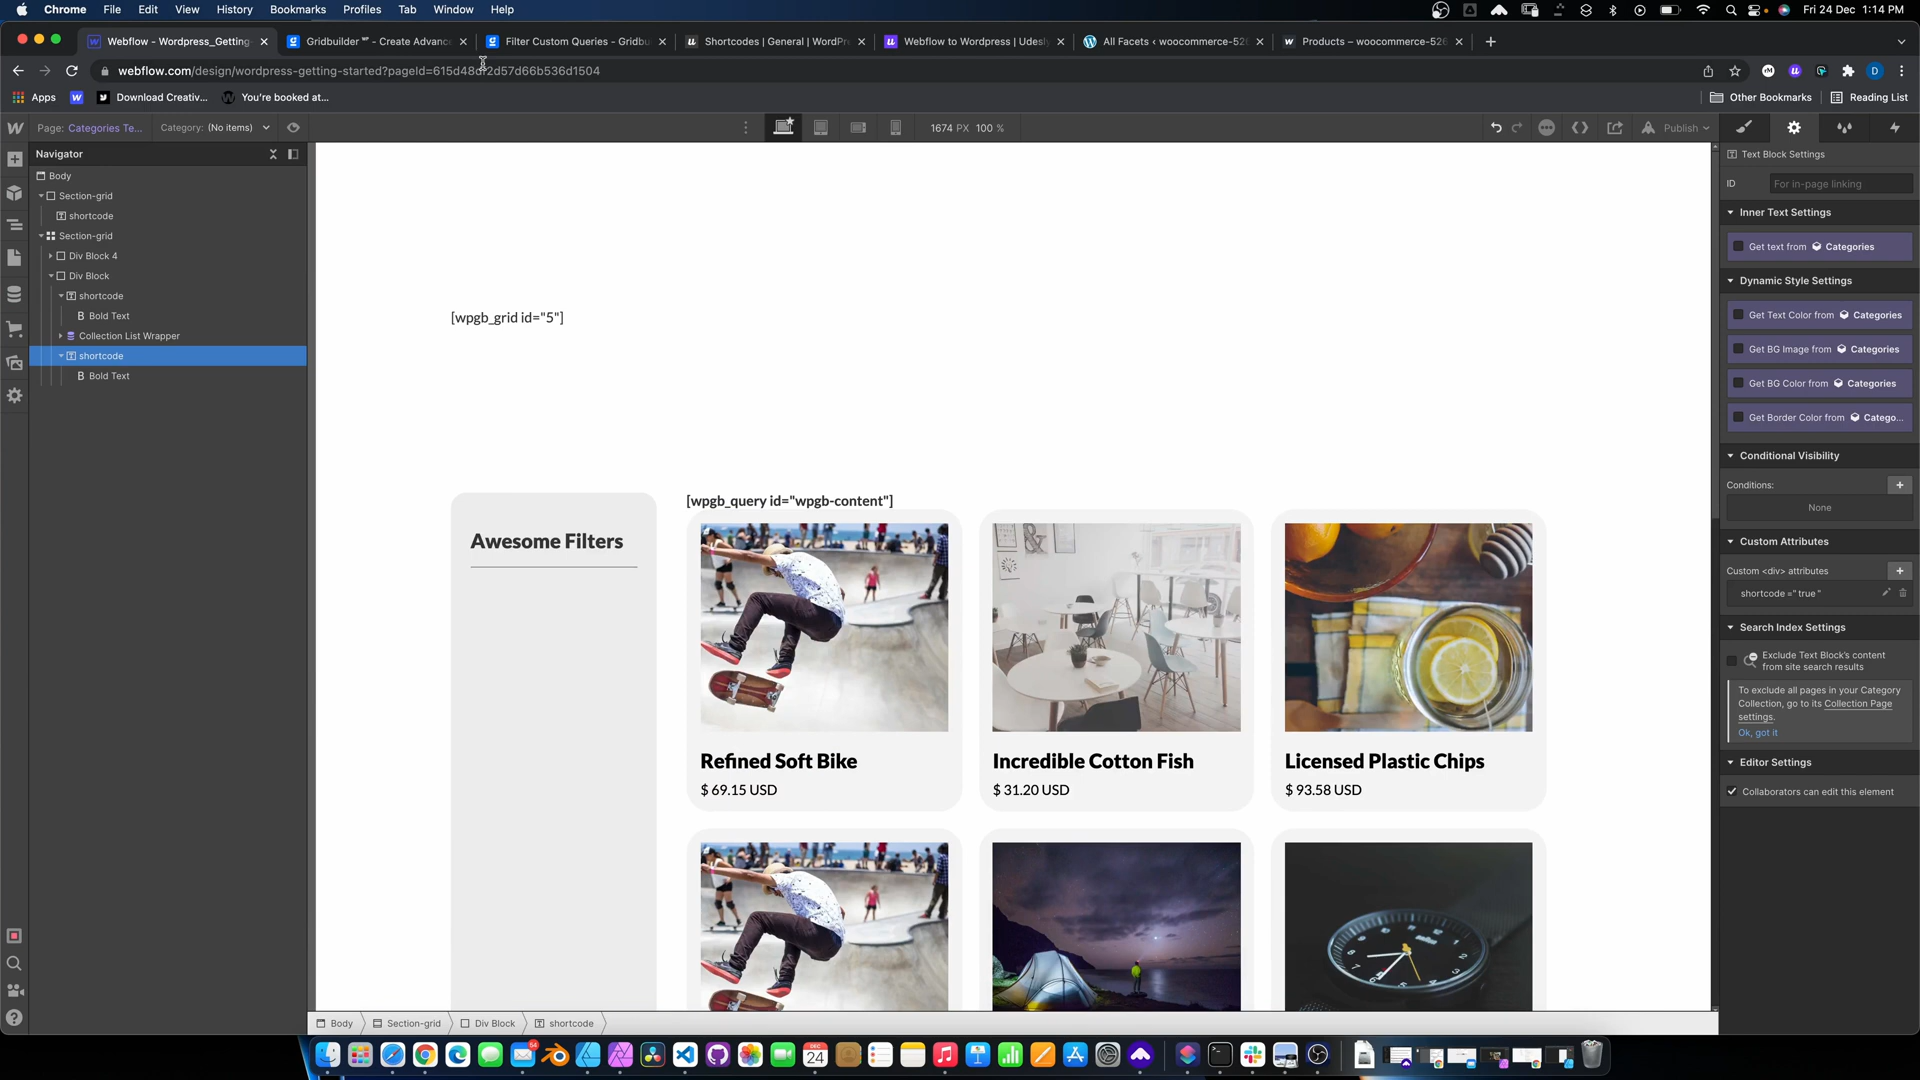 Chrome File Edit View History Bookmarks Profiles Tab Window Help Fri 24 Dec 1:14 PM
Webflow - Wordpress_Getting- Gridbuilder ᵂᴾ - Create Advanc Filter Custom Queries - Gridbu Shortcodes | General | WordPr Webflow to Wordpress | Udesly All Facets ‹ woocommerce-526 Products – woocommerce-526
webflow.com/design/wordpress-getting-started?pageId=615d48df2d57d66b536d1504
Apps Download Creativ... You're booked at... Other Bookmarks Reading List
Page: Categories Te... Category: (No items) 1674 PX 100 % Publish
Navigator
Body
Section-grid
shortcode
Section-grid
Div Block 4
Div Block
shortcode
Bold Text
Collection List Wrapper
shortcode
Bold Text
[wpgb_grid id="5"]
[wpgb_query id="wpgb-content"]
Awesome Filters
Refined Soft Bike
$ 69.15 USD
Incredible Cotton Fish
$ 31.20 USD
Licensed Plastic Chips
$ 93.58 USD
Text Block Settings
ID For in-page linking
Inner Text Settings
Get text from Categories
Dynamic Style Settings
Get Text Color from Categories
Get BG Image from Categories
Get BG Color from Categories
Get Border Color from Catego...
Conditional Visibility
Conditions:
None
Custom Attributes
Custom <div> attributes
shortcode =" true "
Search Index Settings
Exclude Text Block's content
from site search results
To exclude all pages in your Category
Collection, go to its Collection Page
settings.
Ok, got it
Editor Settings
Collaborators can edit this element
Body Section-grid Div Block shortcode